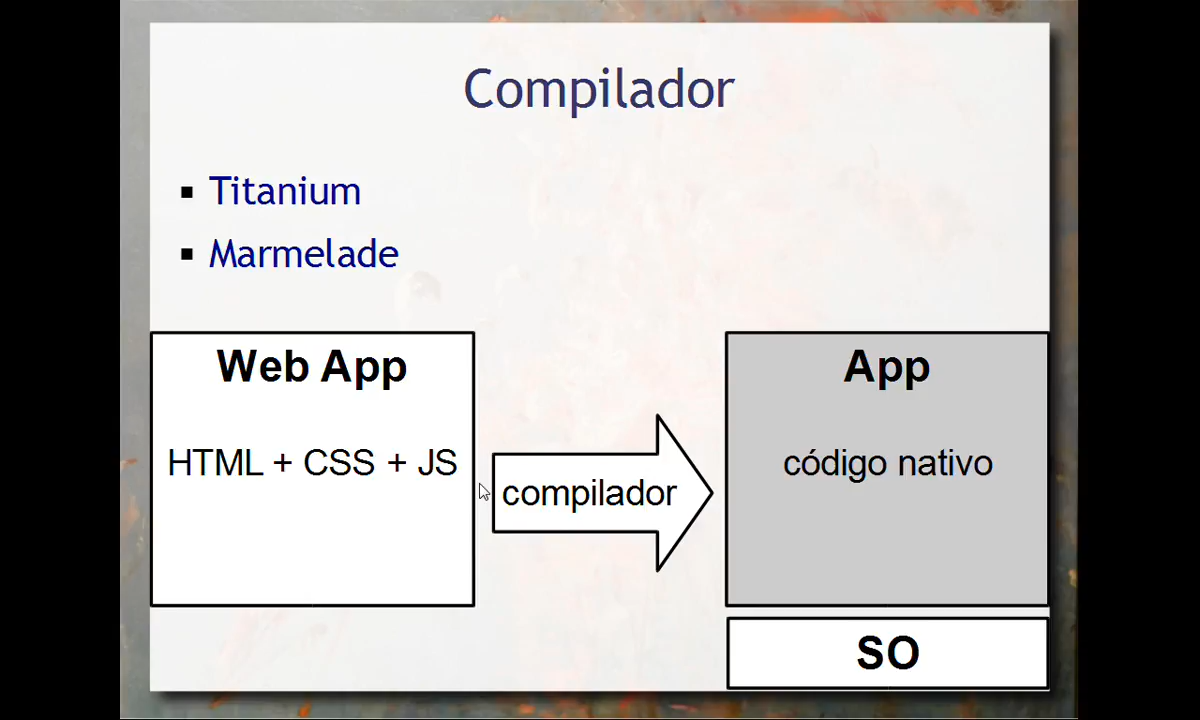 Compilador
Titanium
Marmelade
Web App
HTML + CSS + JS
compilador
App
código nativo
SO